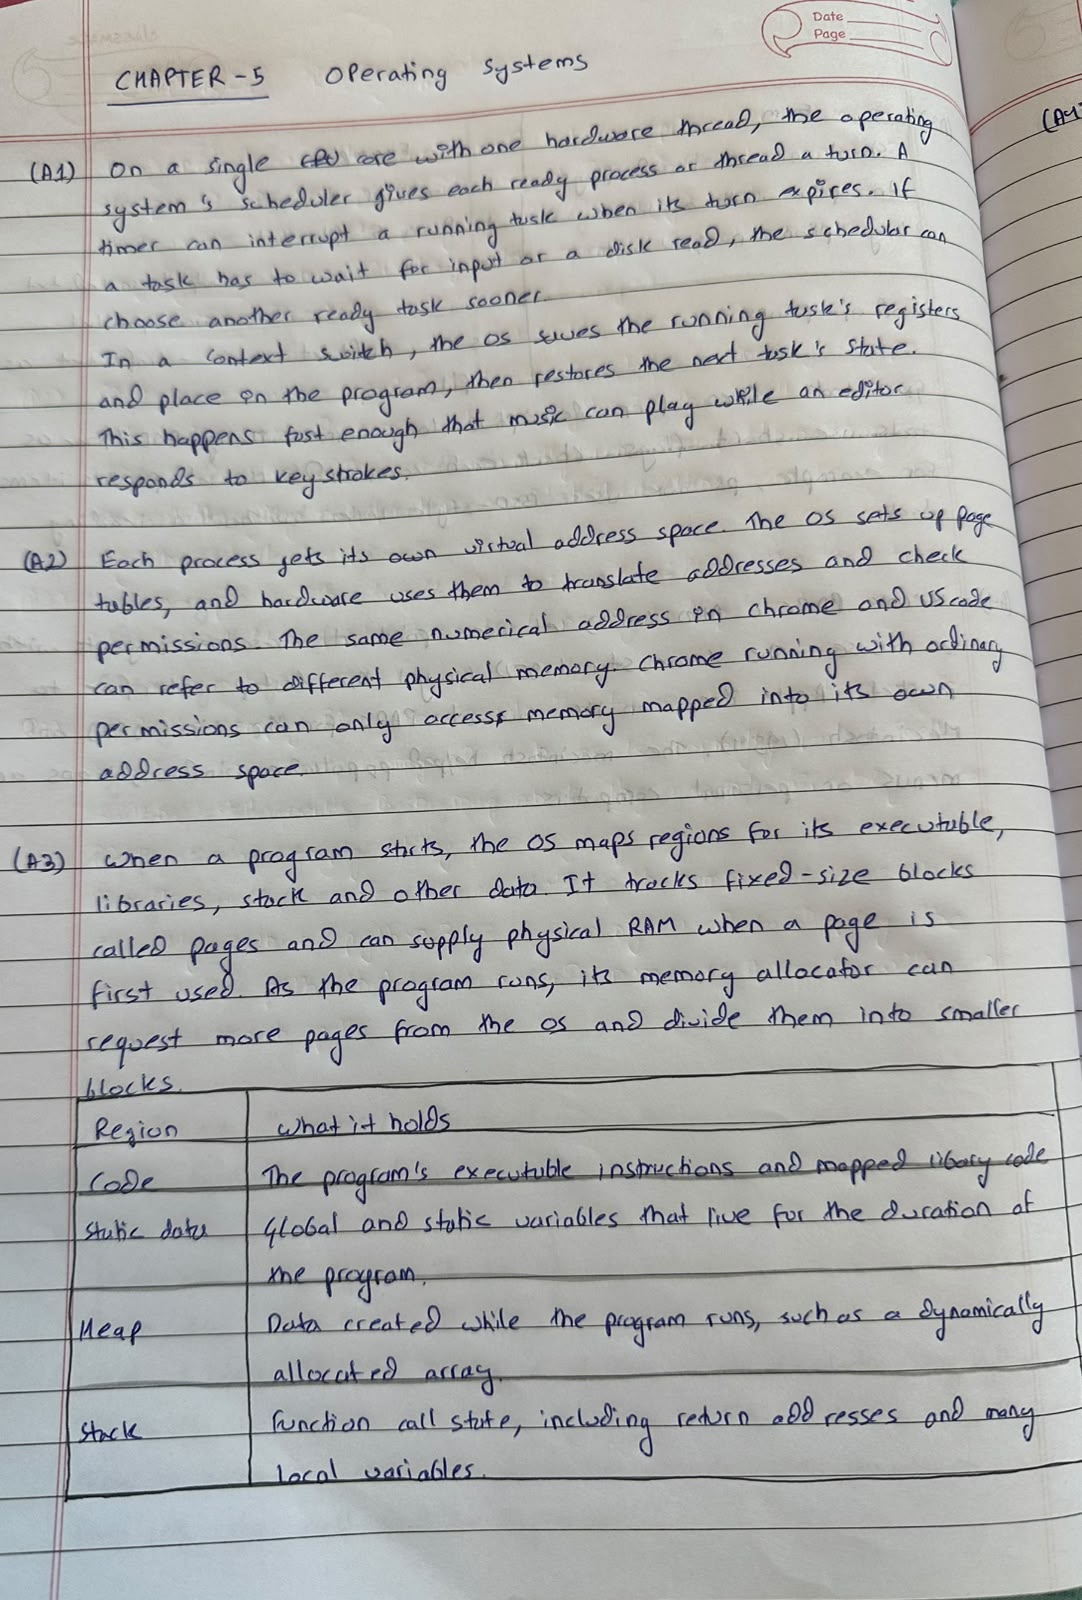 Date
Page
CHAPTER - 5 Operating Systems
(A1) On a single CPU core with one hardware thread, the operating
system's scheduler gives each ready process or thread a turn. A
timer can interrupt a running task when its turn expires. If
a task has to wait for input or a disk read, the schedular can
choose another ready task sooner.
In a context switch, the OS saves the running task's registers
and place in the program, then restores the next task's state.
This happens fast enough that music can play while an editor
responds to key strokes.
(A2) Each process gets its own virtual address space. The OS sets up page
tables, and hardware uses them to translate addresses and check
permissions. The same numerical address in chrome and VS code
can refer to different physical memory. Chrome running with ordinary
permissions can only access memory mapped into its own
address space.
(A3) When a program starts, the OS maps regions for its executable,
libraries, stack and other data. It tracks fixed-size blocks
called pages and can supply physical RAM when a page is
first used. As the program runs, its memory allocator can
request more pages from the OS and divide them into smaller
blocks.
Region What it holds
Code The program's executable instructions and mapped libary code
Static data Global and static variables that live for the duration of
the program.
Heap Data created while the program runs, such as a dynamically
allocated array.
Stack Function call state, including return addresses and many
local variables.